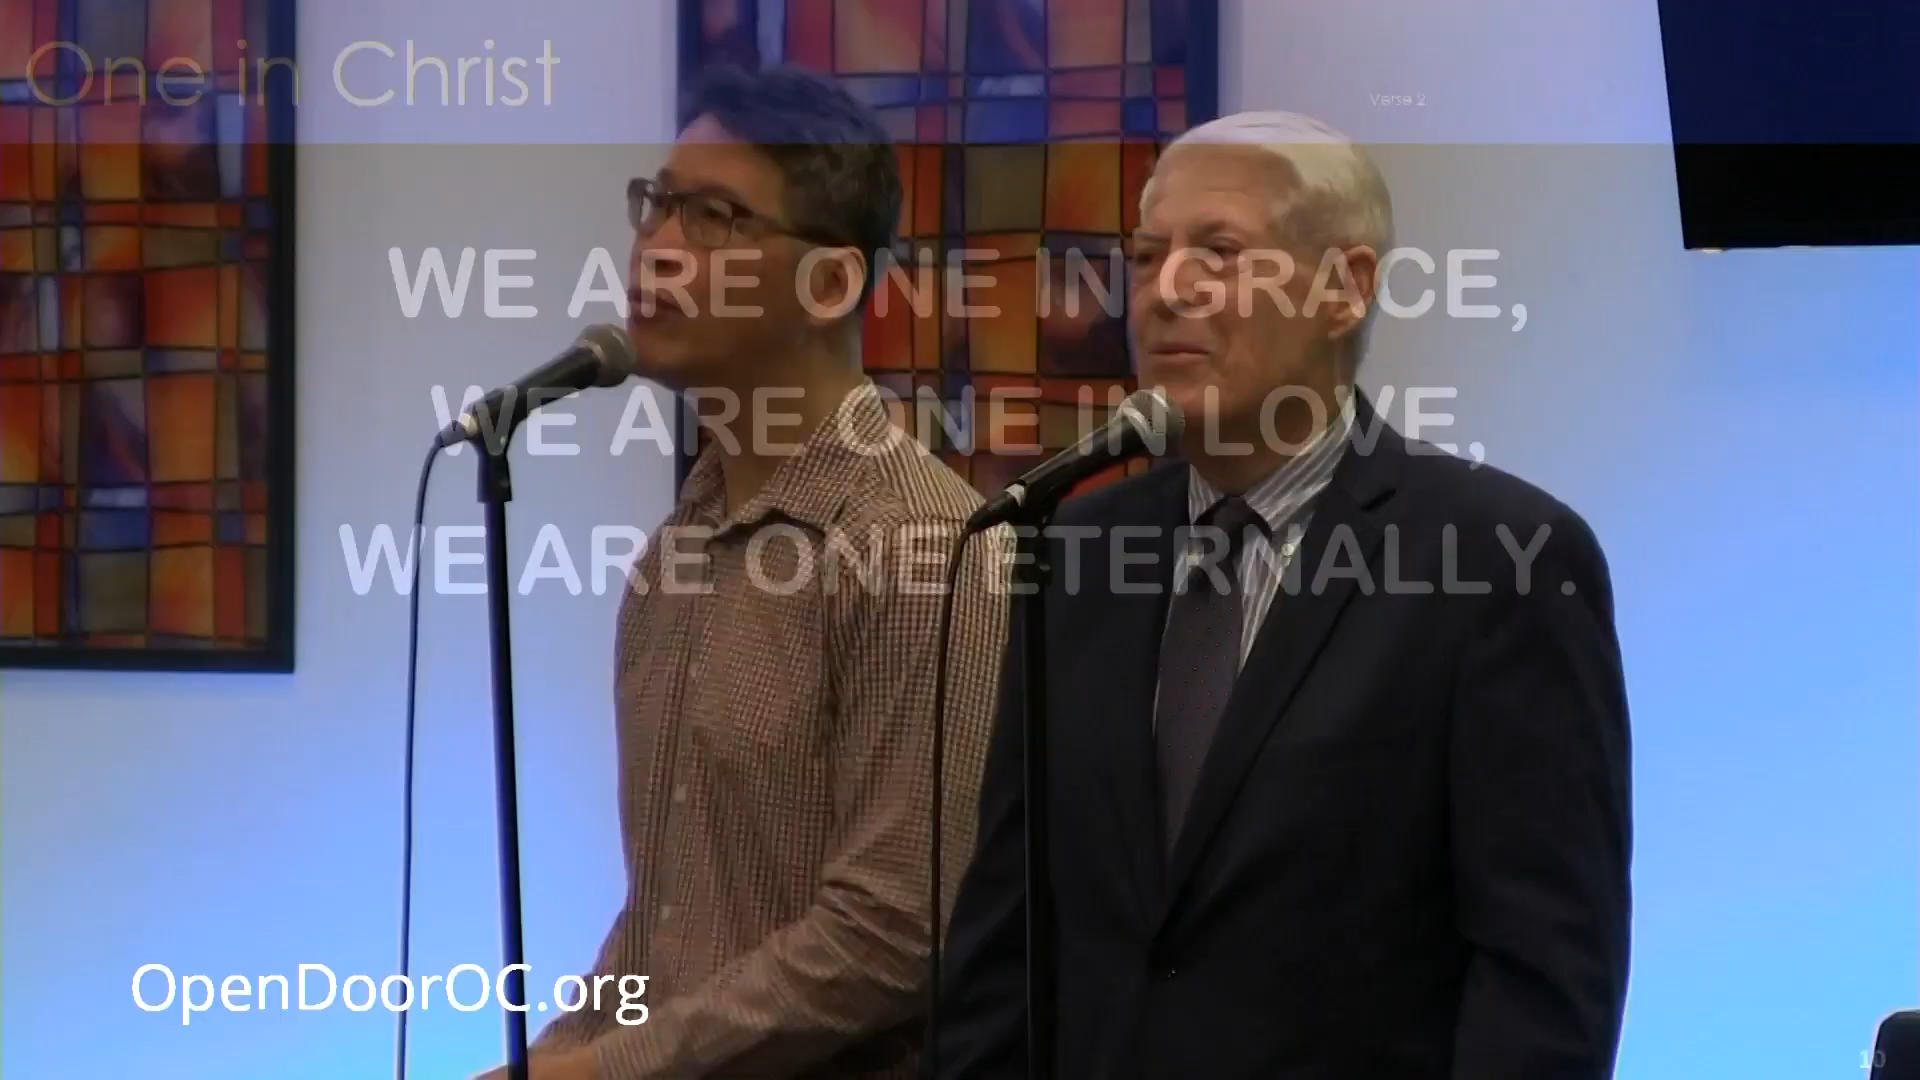 One in Christ
Verse 2
WE ARE ONE IN GRACE,
WE ARE ONE IN LOVE,
WE ARE ONE ETERNALLY.
OpenDoorOC.org
10